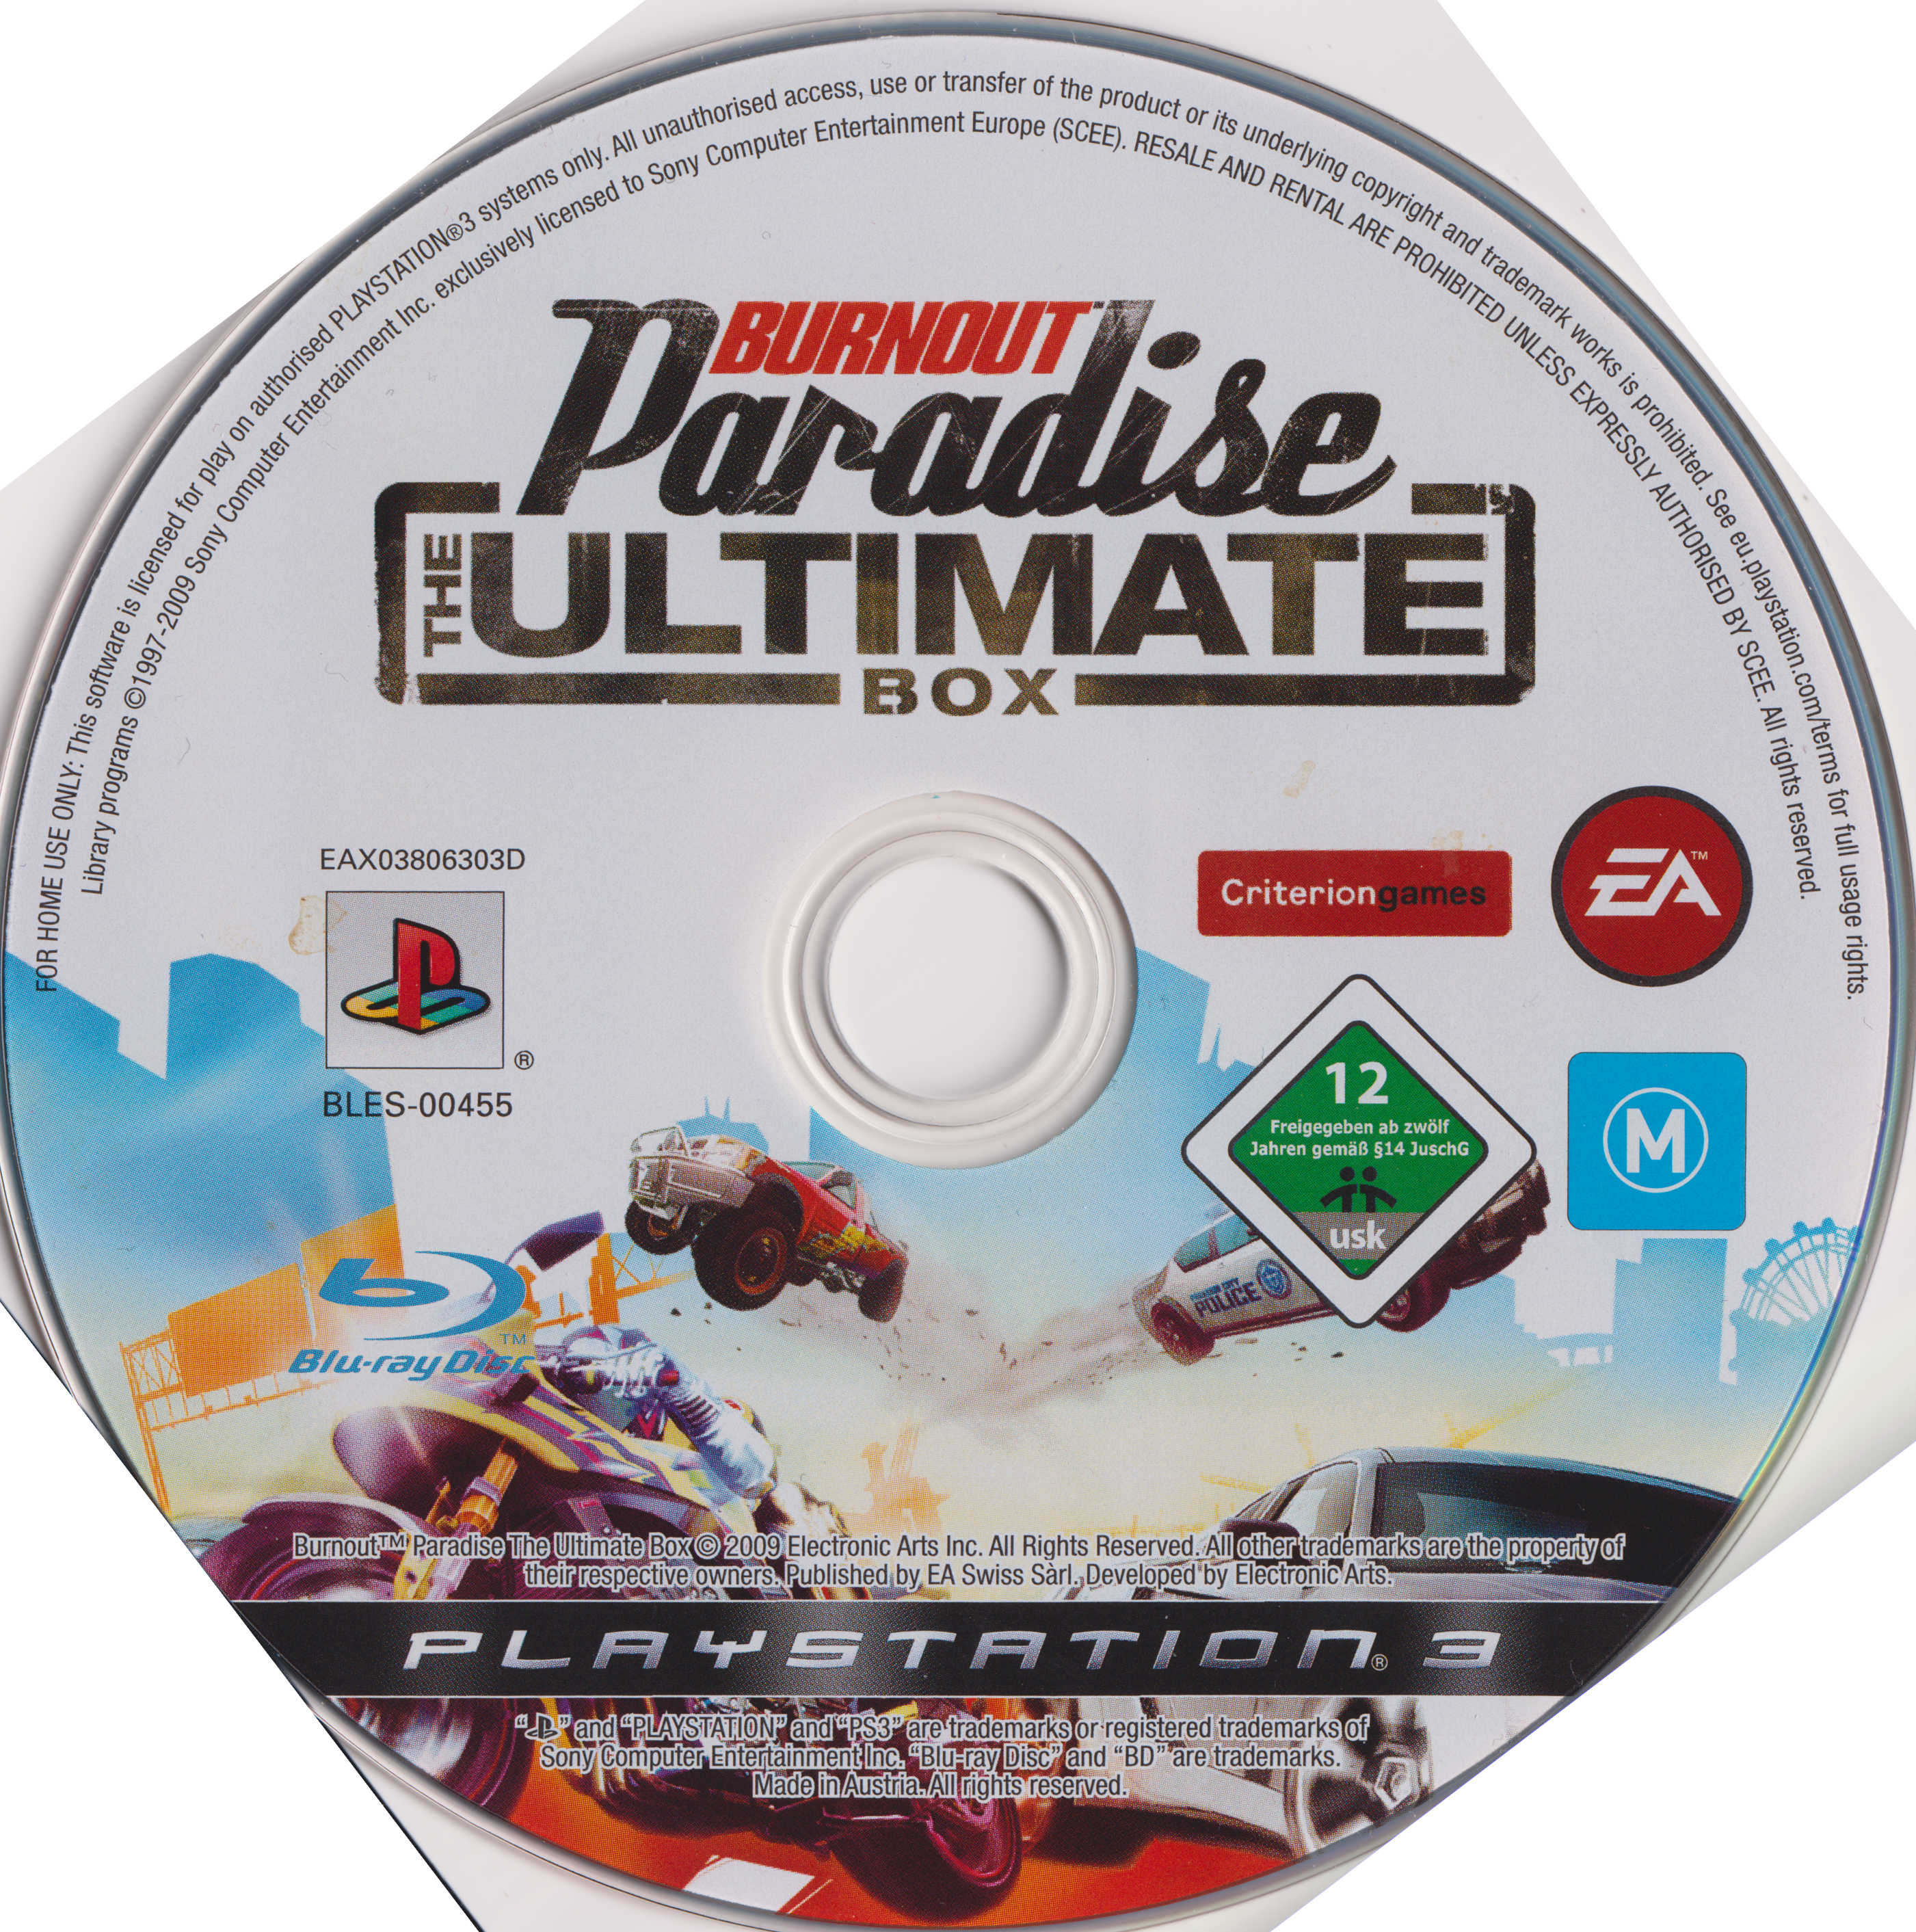 FOR HOME USE ONLY: This software is licensed for play on authorised PLAYSTATION®3 systems only. All unauthorised access, use or transfer of the product or its underlying copyright and trademark works is prohibited. See eu.playstation.com/terms for full usage rights.
Library programs ©1997-2009 Sony Computer Entertainment Inc. exclusively licensed to Sony Computer Entertainment Europe (SCEE). RESALE AND RENTAL ARE PROHIBITED UNLESS EXPRESSLY AUTHORISED BY SCEE. All rights reserved.
BURNOUT™
Paradise
THE ULTIMATE
BOX
EAX03806303D
®
BLES-00455
Criteriongames
EA™
12
Freigegeben ab zwölf
Jahren gemäß §14 JuschG
usk
M
PARADISE CITY
POLICE
Blu-ray Disc™
Burnout™ Paradise The Ultimate Box © 2009 Electronic Arts Inc. All Rights Reserved. All other trademarks are the property of
their respective owners. Published by EA Swiss Sàrl. Developed by Electronic Arts.
PLAYSTATION® 3
“ ” and “PLAYSTATION” and “PS3” are trademarks or registered trademarks of
Sony Computer Entertainment Inc. “Blu-ray Disc” and “BD” are trademarks.
Made in Austria. All rights reserved.